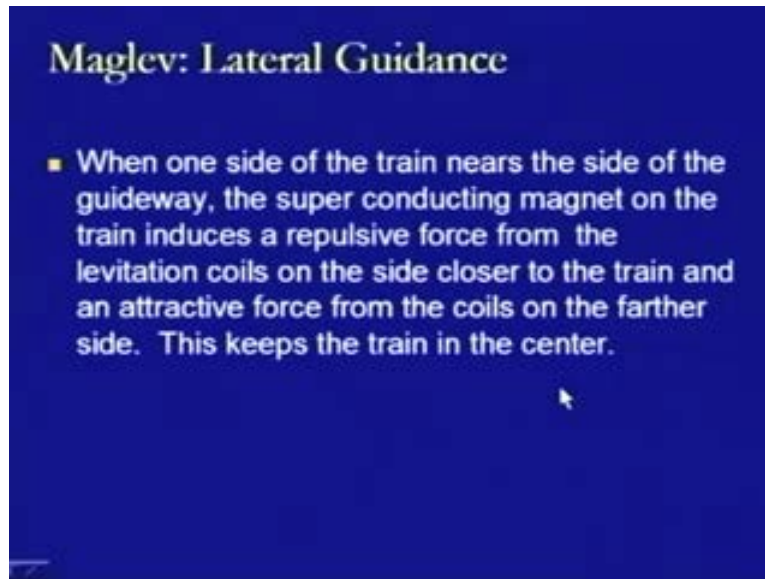 Maglev: Lateral Guidance
When one side of the train nears the side of the
guideway, the super conducting magnet on the
train induces a repulsive force from the
levitation coils on the side closer to the train and
an attractive force from the coils on the farther
side. This keeps the train in the center.